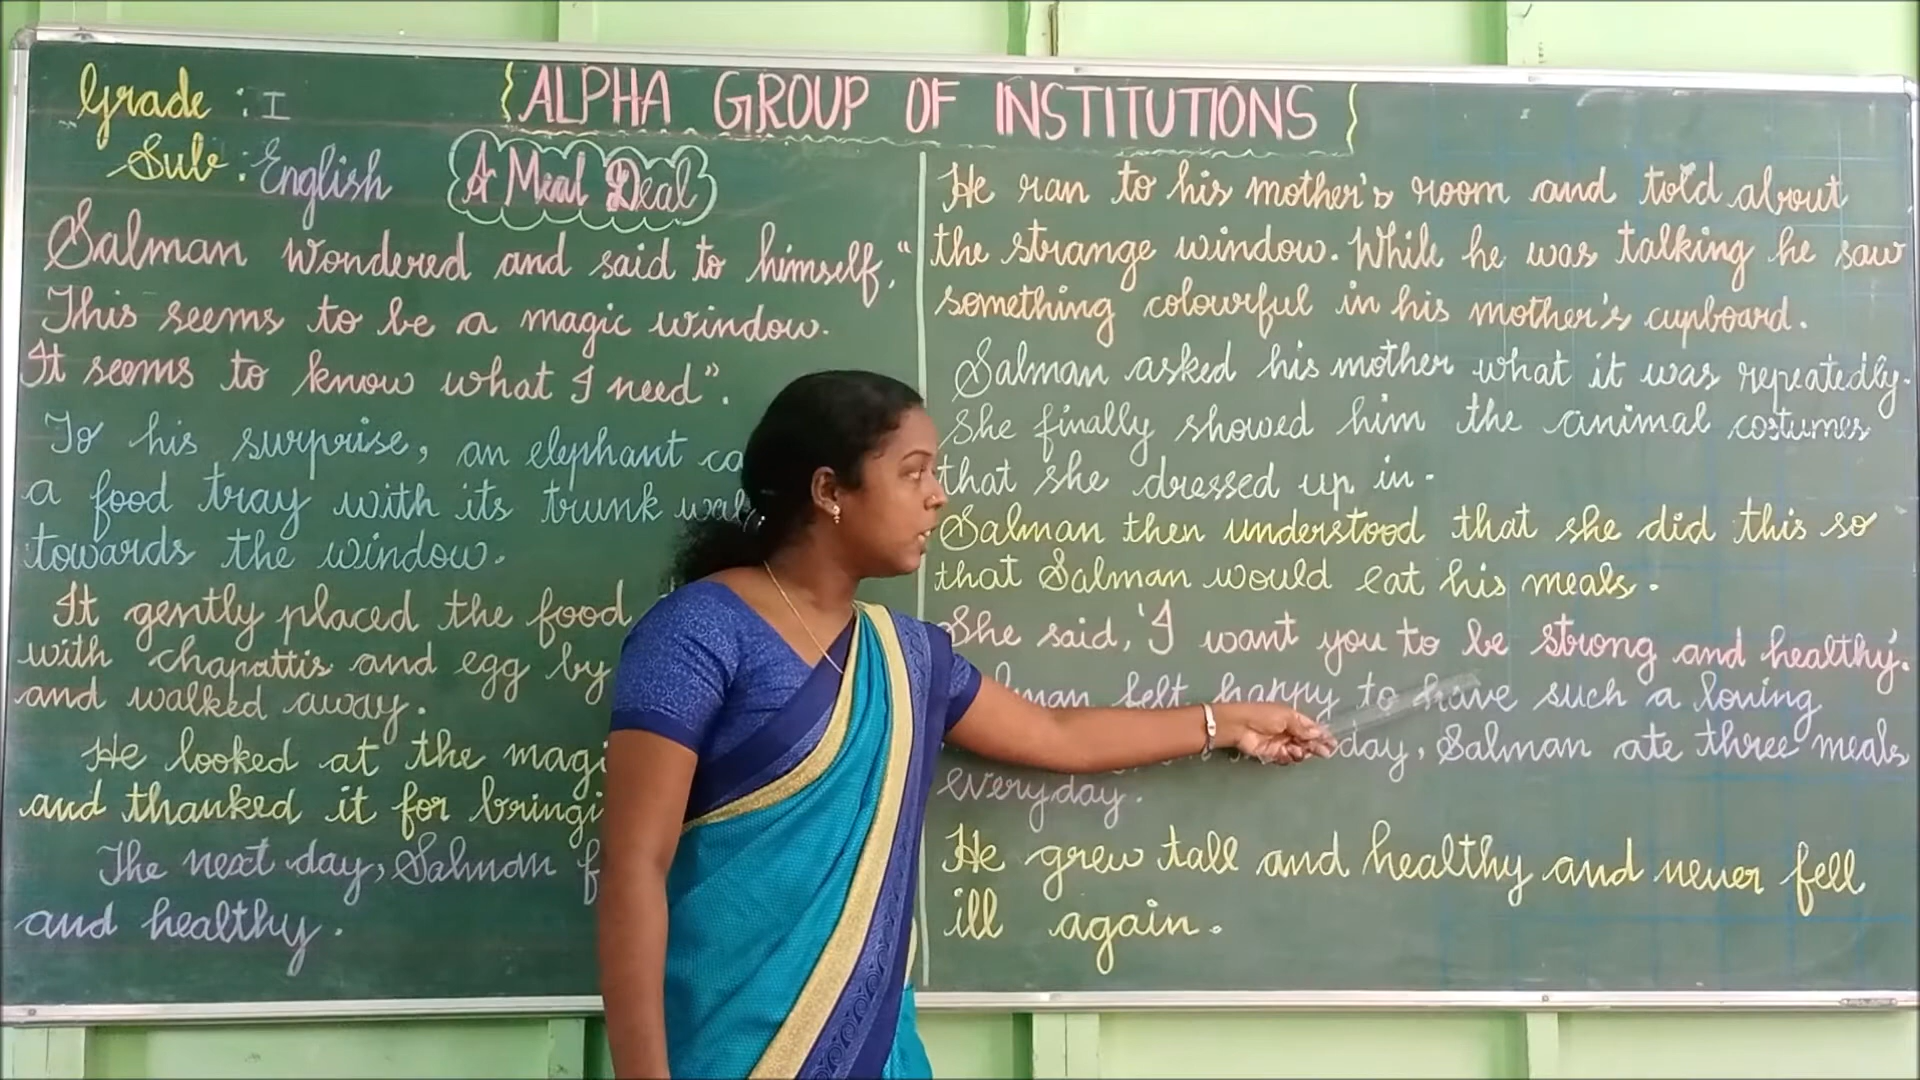 ALPHA GROUP OF INSTITUTIONS
Grade : I
Sub : English
A Meal Deal
Salman wondered and said to himself, "
This seems to be a magic window.
It seems to know what I need".
To his surprise, an elephant
a food tray with its trunk
towards the window.
It gently placed the food
with chapattis and egg by
and walked away.
He looked at the
and thanked it for
The next day, Salman
and healthy.
He ran to his mother's room and told about
the strange window. While he was talking he saw
something colourful in his mother's cupboard.
Salman asked his mother what it was repeatedly.
She finally showed him the animal costumes
that she dressed up in.
Salman then understood that she did this so
that Salman would eat his meals.
She said, 'I want you to be strong and healthy'.
felt happy to have such a loving
day, Salman ate three meals
everyday.
He grew tall and healthy and never fell
ill again.